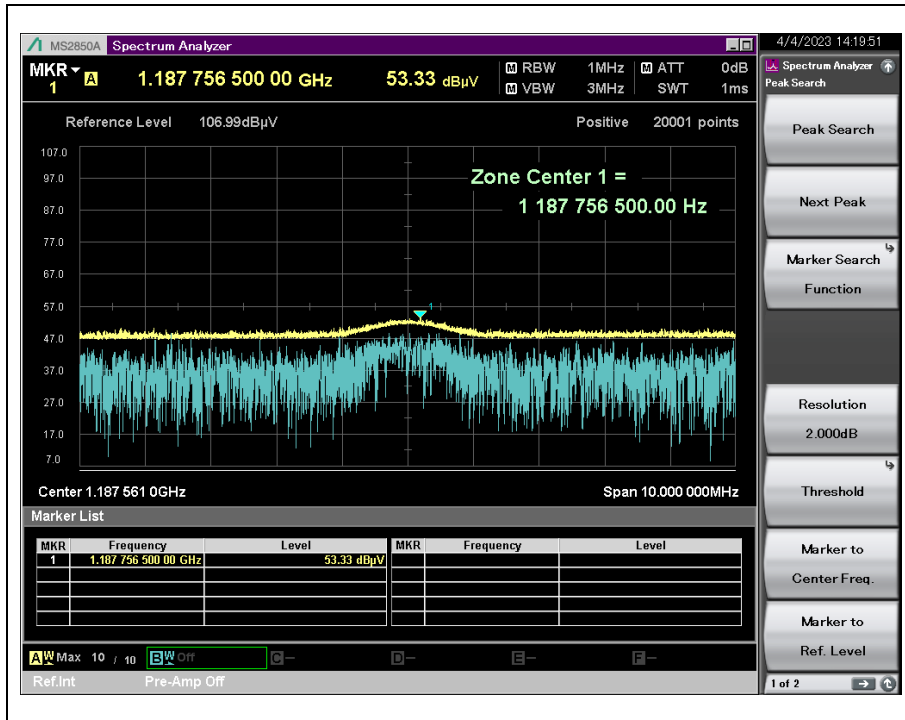 MS2850A Spectrum Analyzer
4/4/2023 14:19:51
MKR 1 A 1.187 756 500 00 GHz 53.33 dBµV
RBW 1MHz ATT 0dB
VBW 3MHz SWT 1ms
Reference Level 106.99dBµV Positive 20001 points
107.0
97.0
87.0
77.0
67.0
57.0
47.0
37.0
27.0
17.0
7.0
Zone Center 1 =
1 187 756 500.00 Hz
1
Center 1.187 561 0GHz Span 10.000 000MHz
Marker List
MKR Frequency Level MKR Frequency Level
1 1.187 756 500 00 GHz 53.33 dBµV
A W Max 10 / 10 B W Off C – D – E – F –
Ref.Int Pre-Amp Off
Spectrum Analyzer
Peak Search
Peak Search
Next Peak
Marker Search
Function
Resolution
2.000dB
Threshold
Marker to
Center Freq.
Marker to
Ref. Level
1 of 2